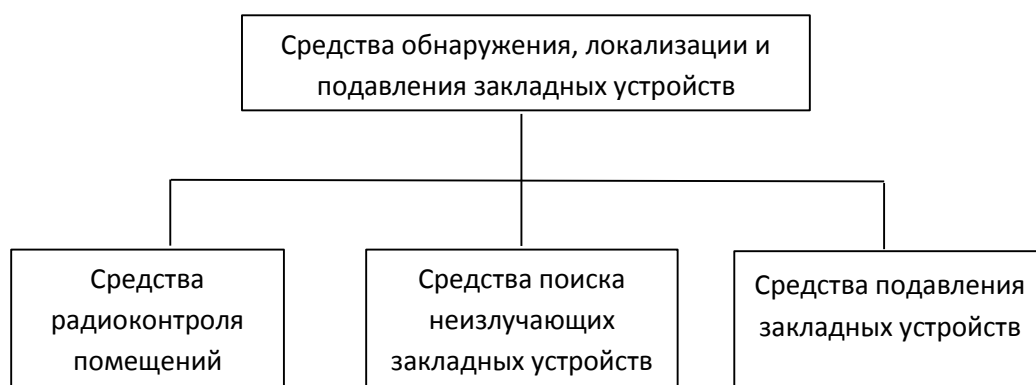 Средства обнаружения, локализации и
подавления закладных устройств
Средства
радиоконтроля
помещений
Средства поиска
неизлучающих
закладных устройств
Средства подавления
закладных устройств